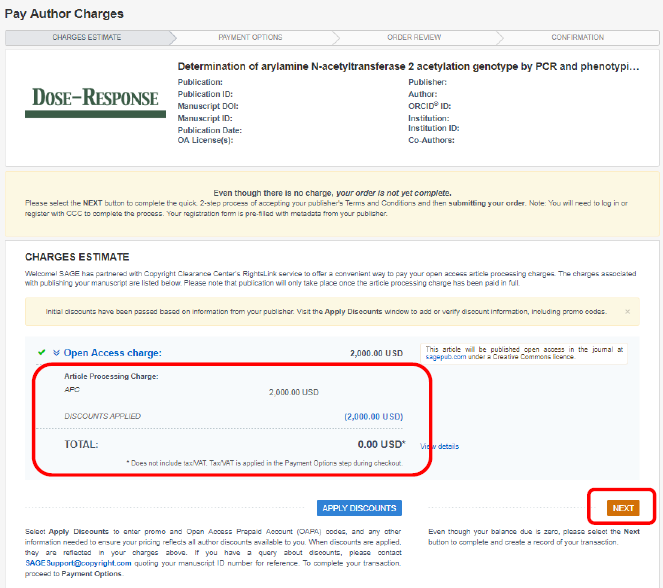 Pay Author Charges
CHARGES ESTIMATE
PAYMENT OPTIONS
ORDER REVIEW
CONFIRMATION
DOSE-RESPONSE
Determination of arylamine N-acetyltransferase 2 acetylation genotype by PCR and phenotypi...
Publication:
Publisher:
Publication ID:
Author:
Manuscript DOI:
ORCID® ID:
Manuscript ID:
Institution:
Publication Date:
Institution ID:
OA License(s):
Co-Authors:
Even though there is no charge, your order is not yet complete.
Please select the NEXT button to complete the quick, 2-step process of accepting your publisher's Terms and Conditions and then submitting your order. Note: You will need to log in or
register with CCC to complete the process. Your registration form is pre-filled with metadata from your publisher.
CHARGES ESTIMATE
Welcome! SAGE has partnered with Copyright Clearance Center's RightsLink service to offer a convenient way to pay your open access article processing charges. The charges associated
with publishing your manuscript are listed below. Please note that publication will only take place once the article processing charge has been paid in full.
Initial discounts have been passed based on information from your publisher. Visit the Apply Discounts window to add or verify discount information, including promo codes.
×
Open Access charge:
2,000.00 USD
This article will be published open access in the journal at
sagepub.com under a Creative Commons licence.
Article Processing Charge:
APC
2,000.00 USD
DISCOUNTS APPLIED
(2,000.00 USD)
TOTAL:
0.00 USD*
View details
* Does not include tax/VAT. Tax/VAT is applied in the Payment Options step during checkout.
APPLY DISCOUNTS
NEXT
Select Apply Discounts to enter promo and Open Access Prepaid Account (OAPA) codes, and any other
information needed to ensure your pricing reflects all author discounts available to you. When discounts are applied,
they are reflected in your charges above. If you have a query about discounts, please contact
SAGESupport@copyright.com quoting your manuscript ID number for reference. To complete your transaction,
proceed to Payment Options.
Even though your balance due is zero, please select the Next
button to complete and create a record of your transaction.